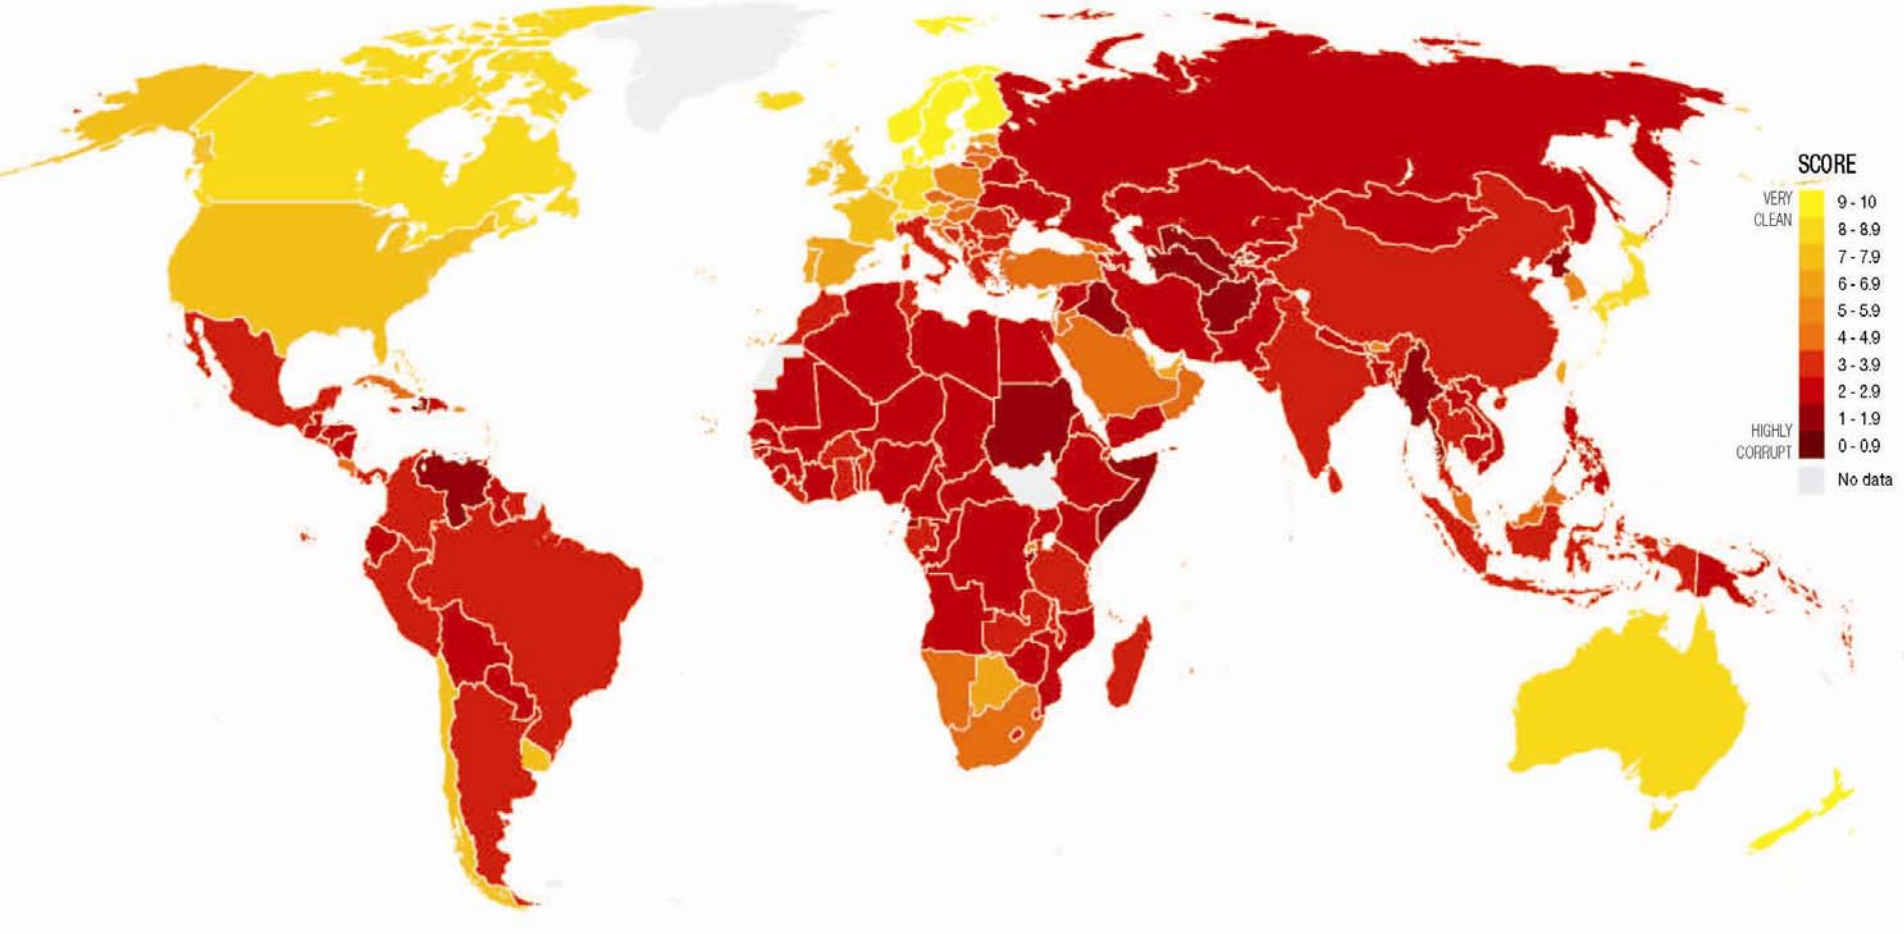 SCORE
VERY
CLEAN
9 - 10
8 - 8.9
7 - 7.9
6 - 6.9
5 - 5.9
4 - 4.9
3 - 3.9
2 - 2.9
1 - 1.9
0 - 0.9
HIGHLY
CORRUPT
No data